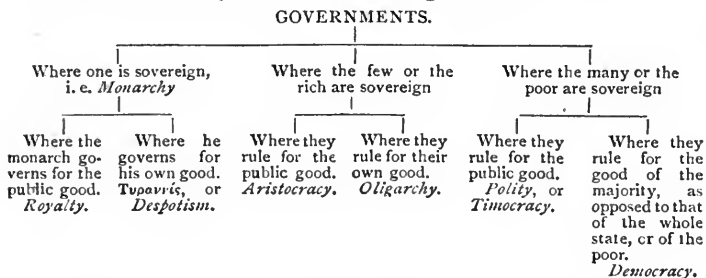 GOVERNMENTS.
Where one is sovereign,
i. e. Monarchy
Where the few or the
rich are sovereign
Where the many or the
poor are sovereign
Where the
monarch go-
verns for the
public good.
Royalty.
Where he
governs for
his own good.
Τυραννίς, or
Despotism.
Where they
rule for the
public good.
Aristocracy.
Where they
rule for their
own good.
Oligarchy.
Where they
rule for the
public good.
Polity, or
Timocracy.
Where they
rule for the
good of the
majority, as
opposed to that
of the whole
state, or of the
poor.
Democracy.